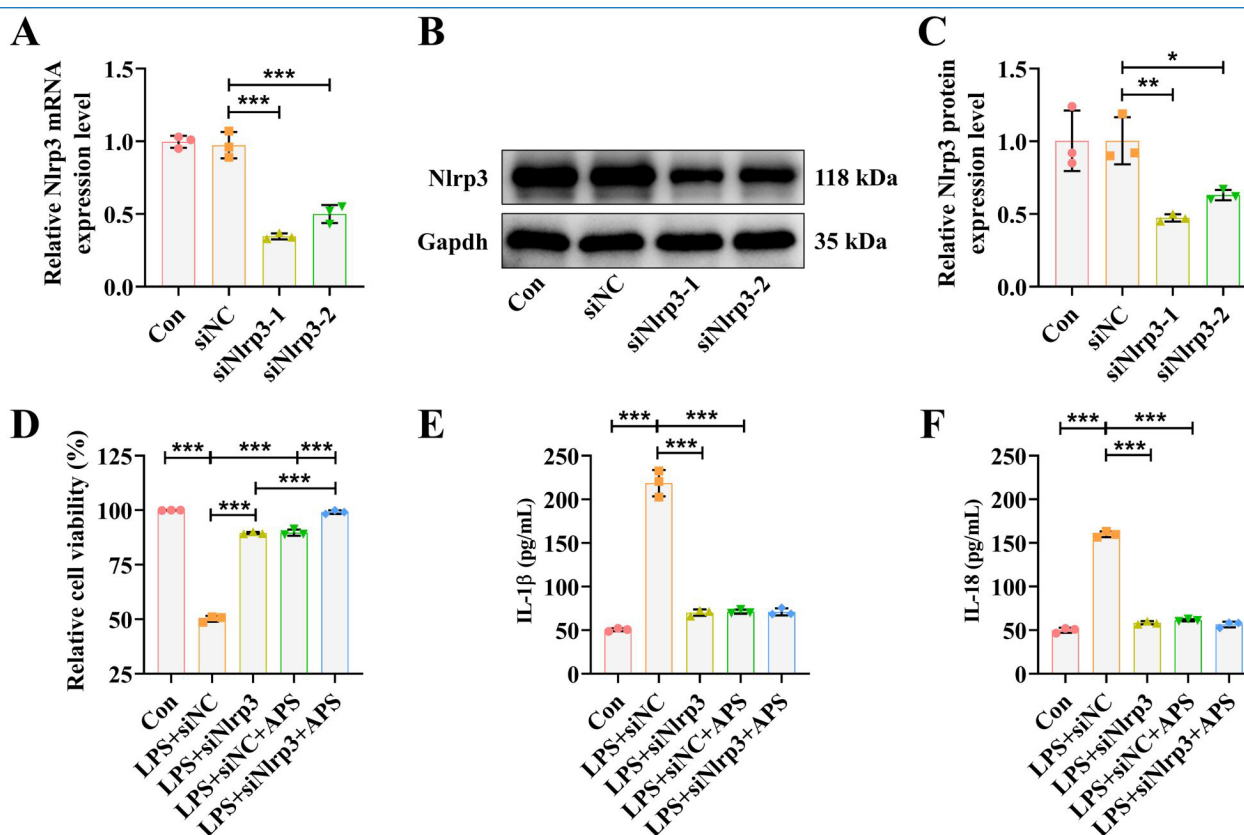 A
Relative Nlrp3 mRNA
expression level
1.5
1.0
0.5
0.0
***
***
Con
siNC
siNlrp3-1
siNlrp3-2
B
Nlrp3
118 kDa
Gapdh
35 kDa
Con
siNC
siNlrp3-1
siNlrp3-2
C
Relative Nlrp3 protein
expression level
1.5
1.0
0.5
0.0
*
**
Con
siNC
siNlrp3-1
siNlrp3-2
D
Relative cell viability (%)
125
100
75
50
25
*** *** ***
***
***
Con
LPS+siNC
LPS+siNlrp3
LPS+siNC+APS
LPS+siNlrp3+APS
E
IL-1β (pg/mL)
250
200
150
100
50
0
*** ***
***
Con
LPS+siNC
LPS+siNlrp3
LPS+siNC+APS
LPS+siNlrp3+APS
F
IL-18 (pg/mL)
250
200
150
100
50
0
*** ***
***
Con
LPS+siNC
LPS+siNlrp3
LPS+siNC+APS
LPS+siNlrp3+APS